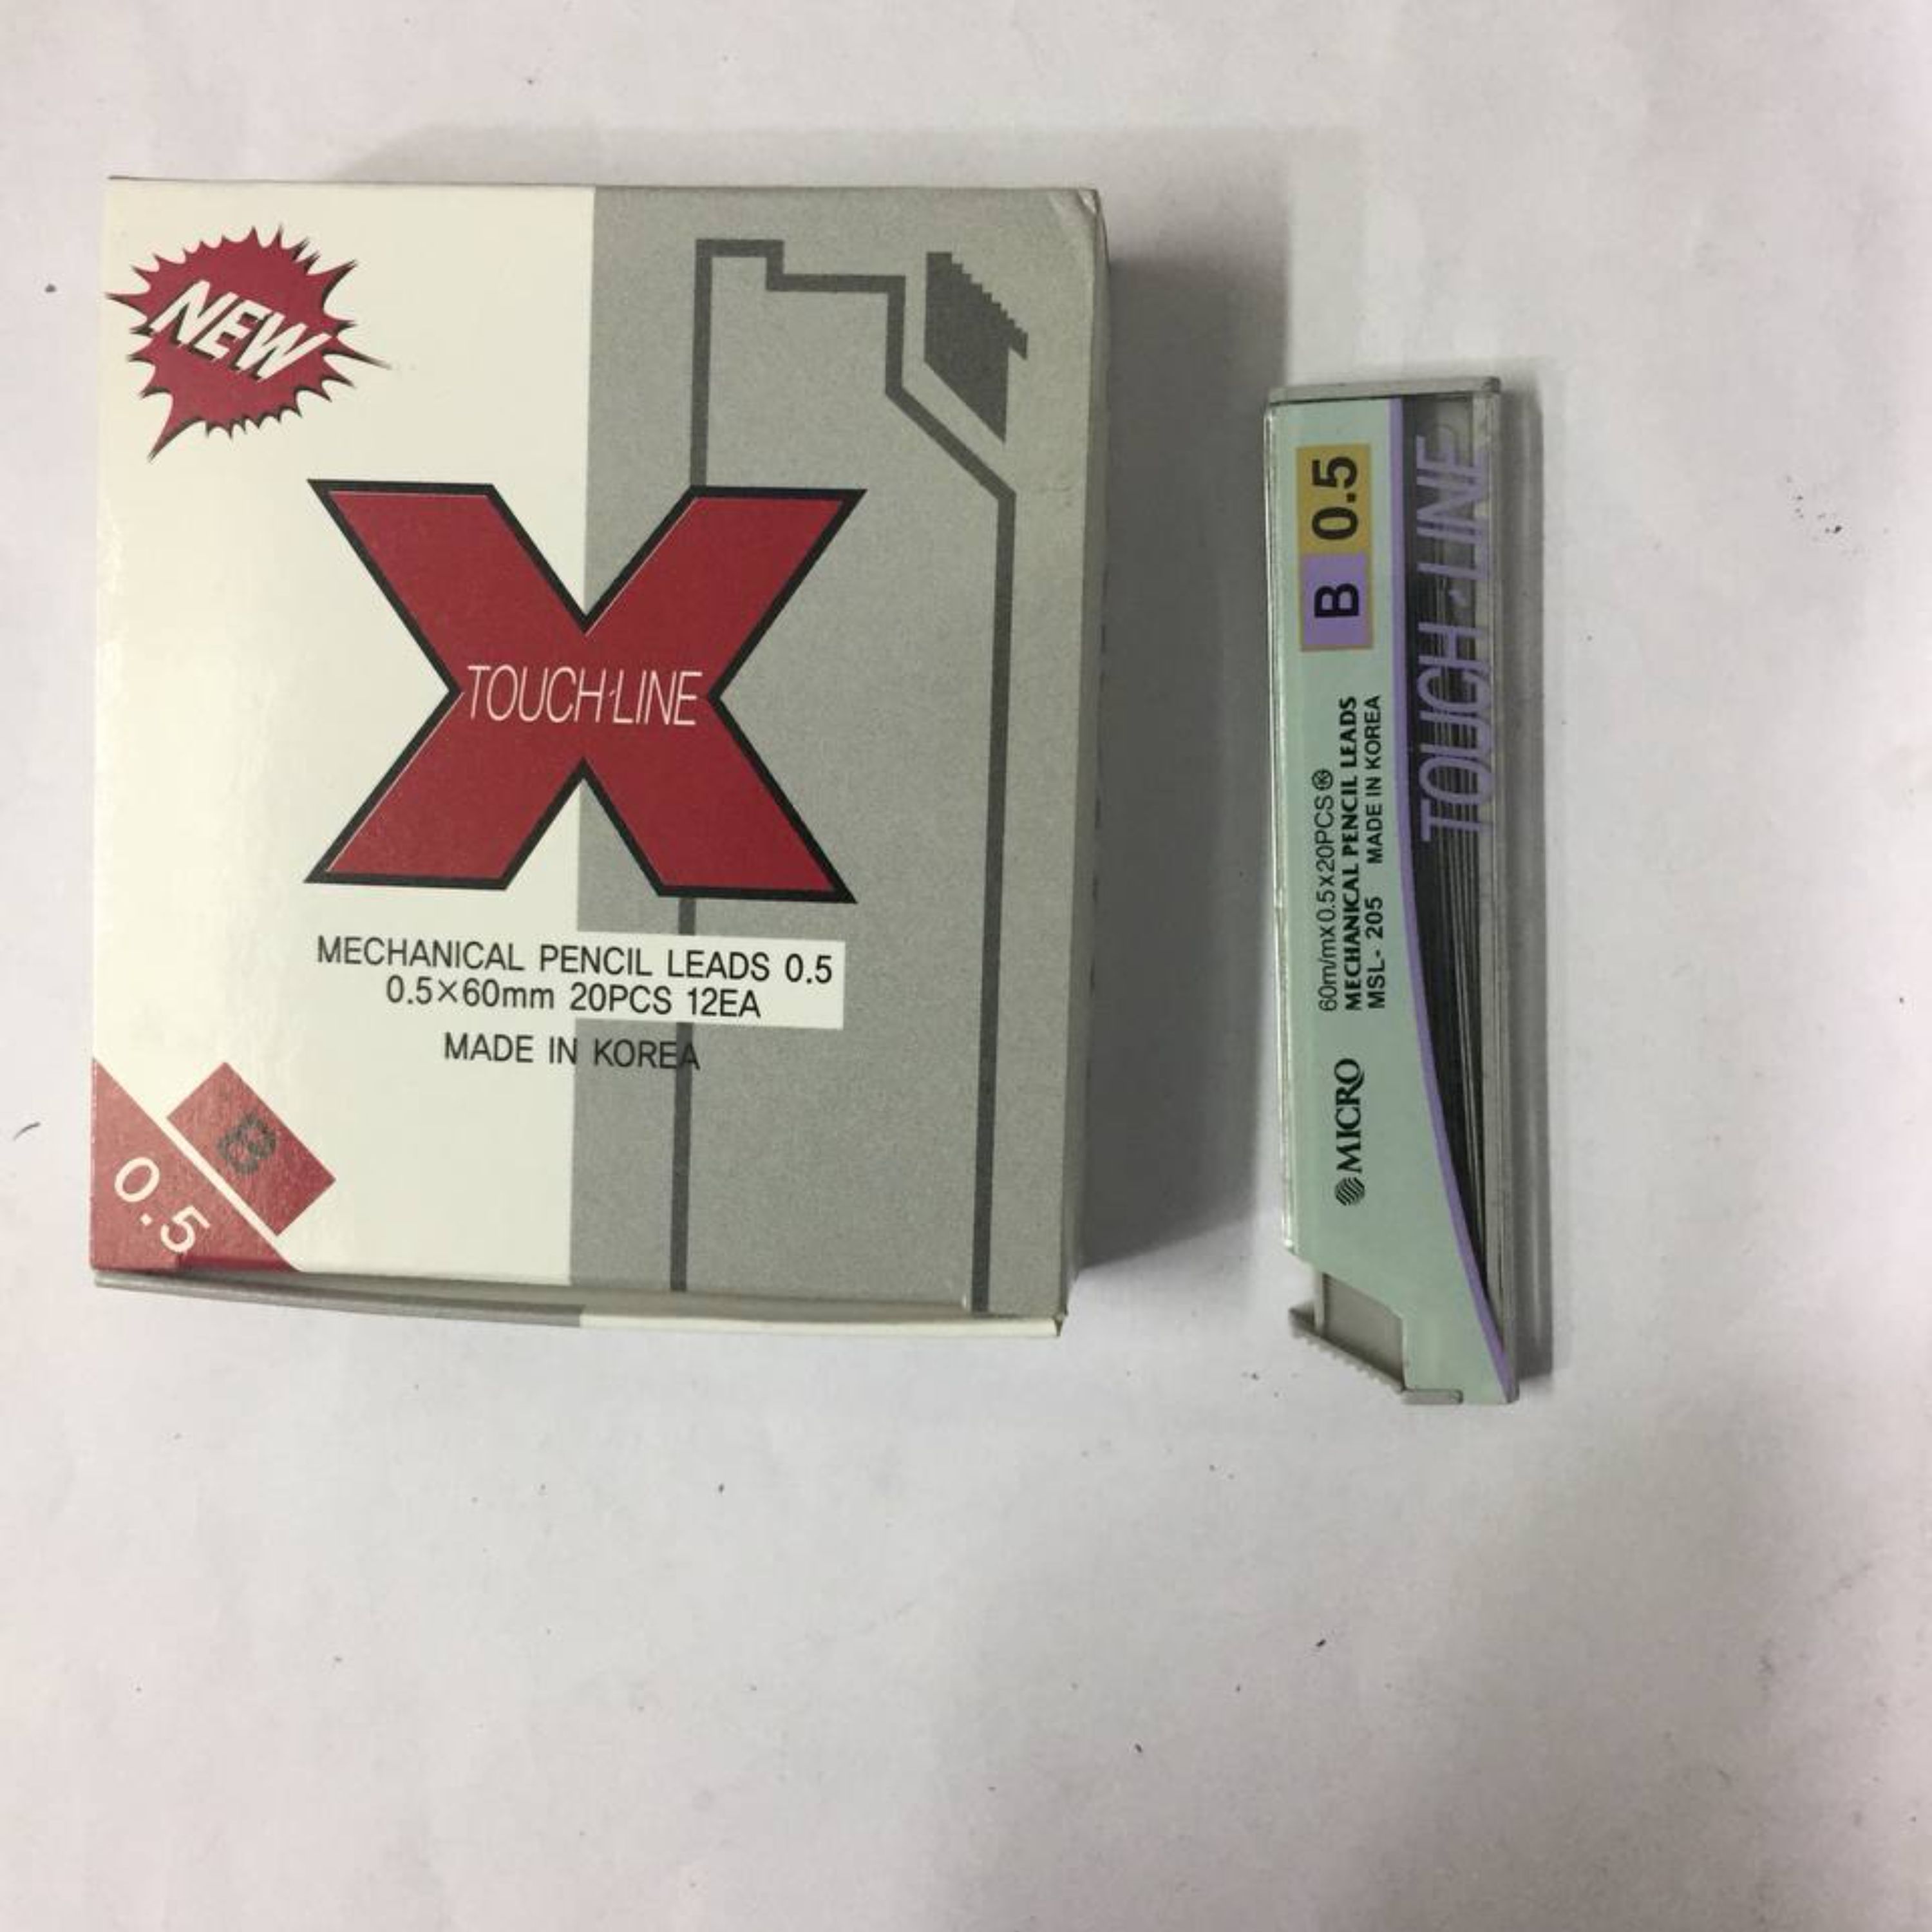 NEW
X
TOUCH·LINE
MECHANICAL PENCIL LEADS 0.5
0.5×60mm 20PCS 12EA
MADE IN KOREA
B
0.5
B 0.5
TOUCH·LINE
60m/mx0.5x20PCS㉿
MECHANICAL PENCIL LEADS
MSL- 205 MADE IN KOREA
MICRO